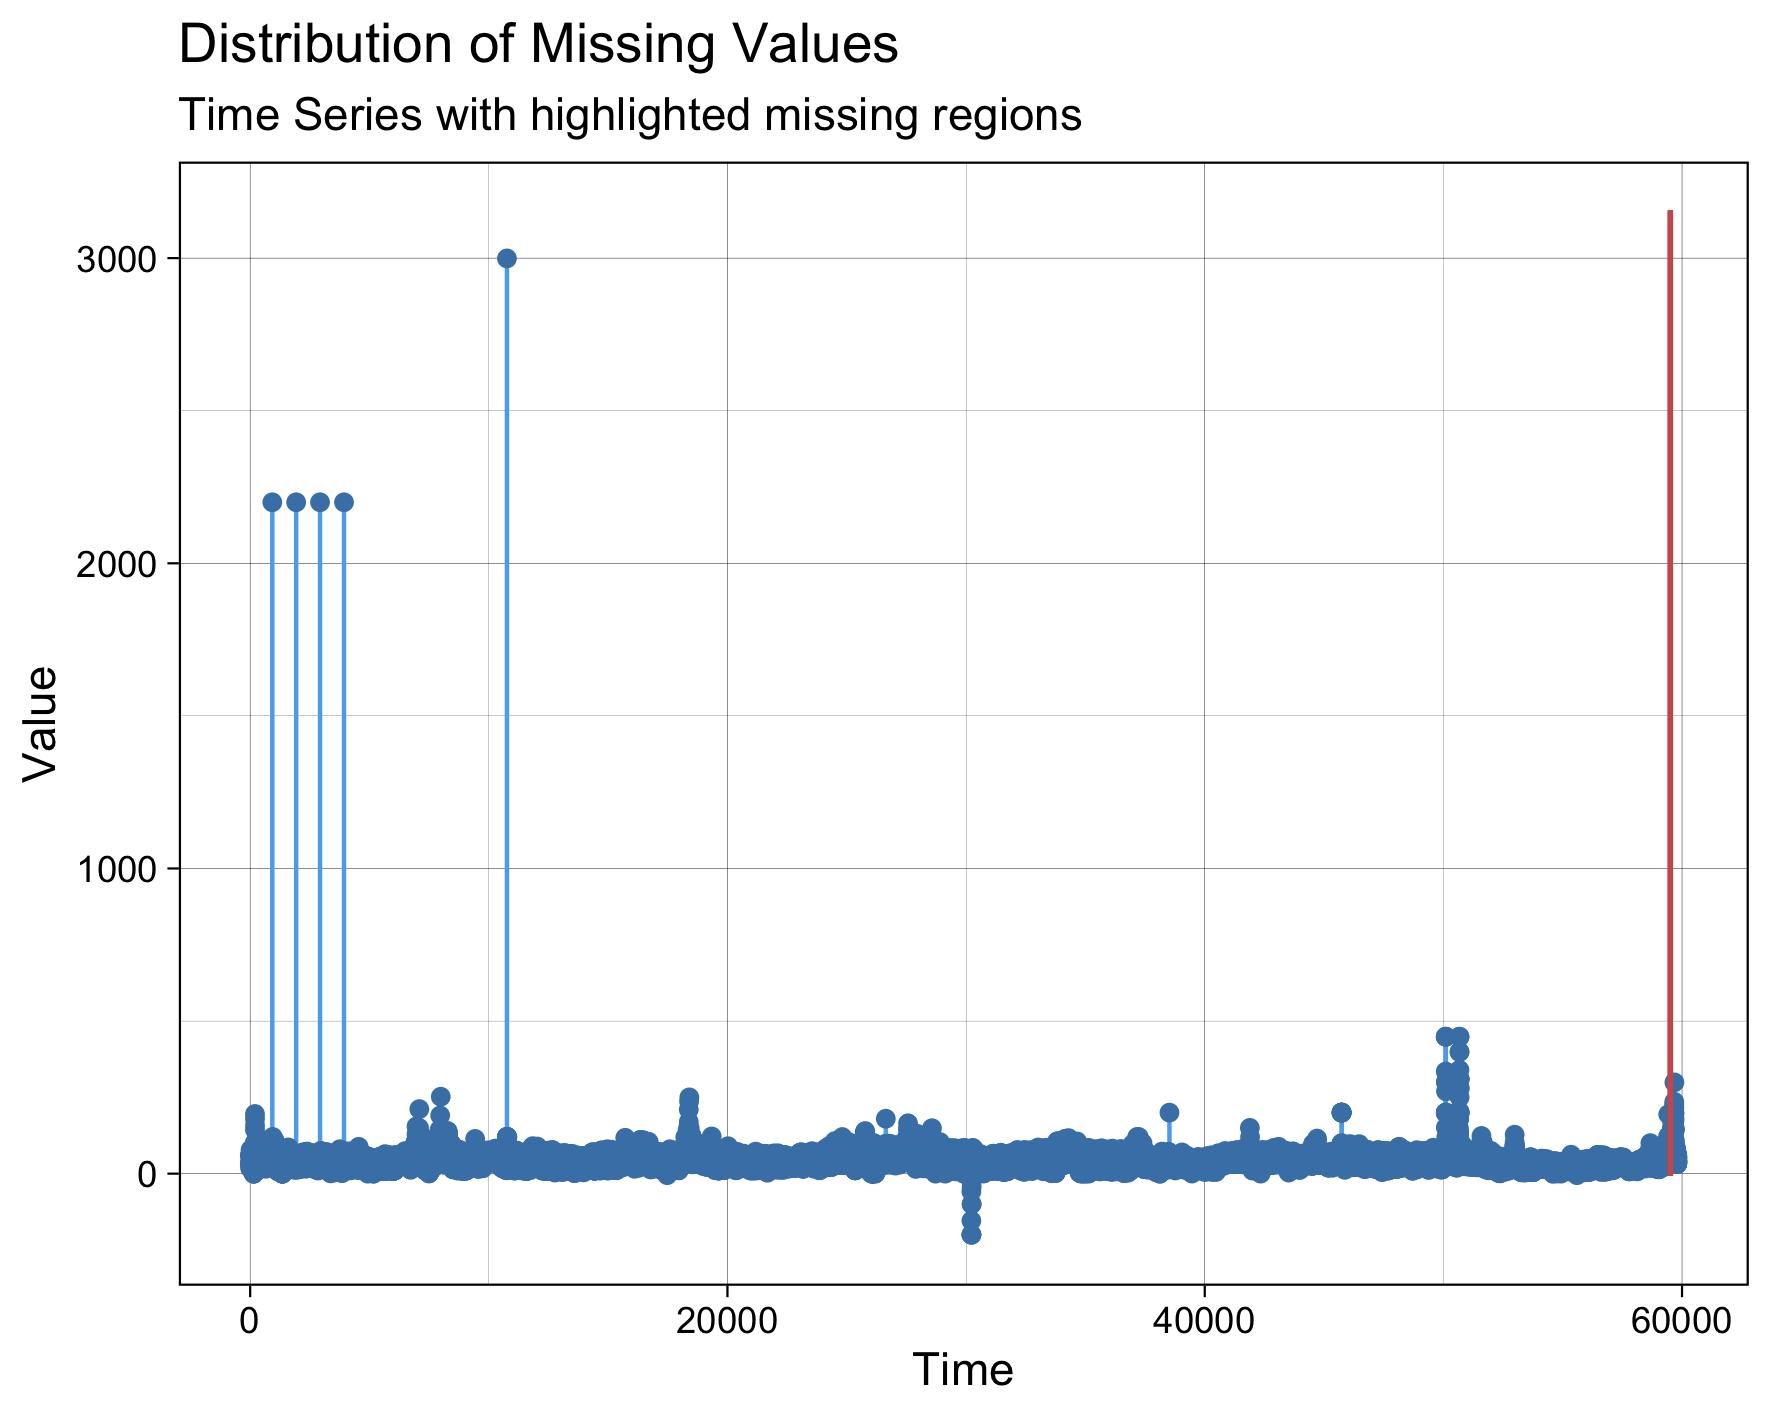 Distribution of Missing Values
Time Series with highlighted missing regions
3000
2000
1000
0
Value
0 20000 40000 60000
Time